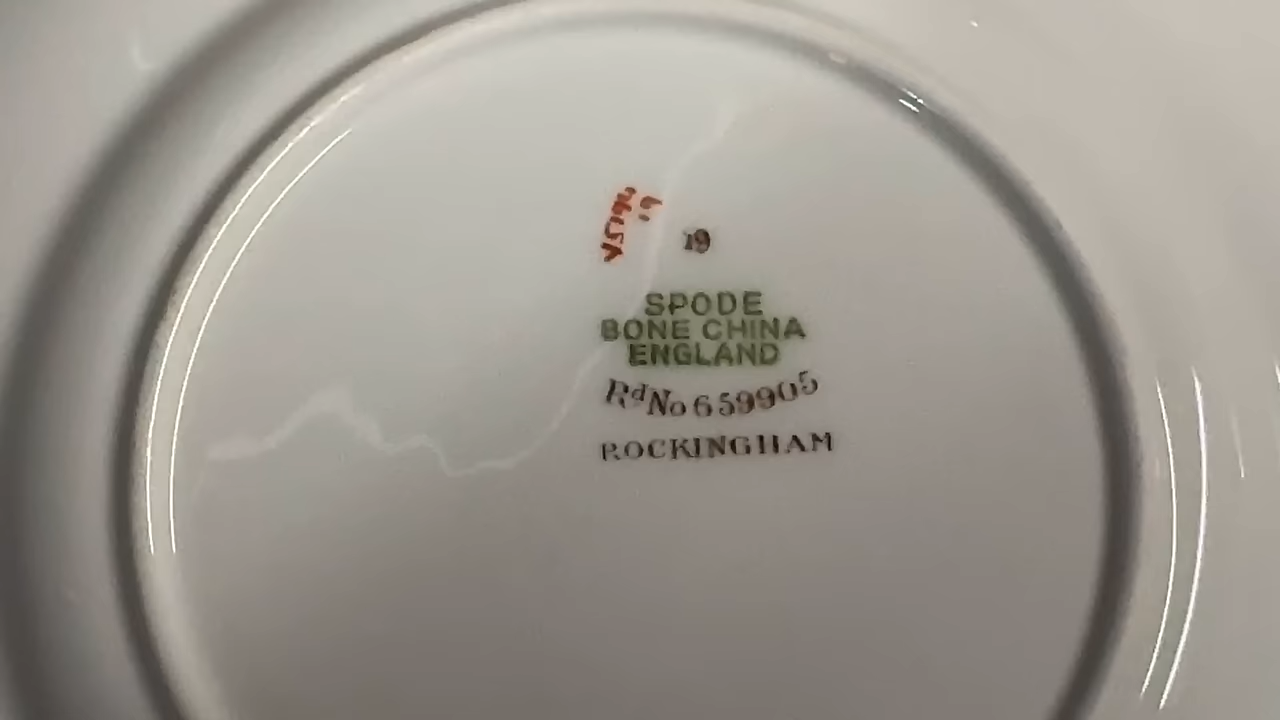 19
SPODE
BONE CHINA
ENGLAND
Rd No 659905
ROCKINGHAM